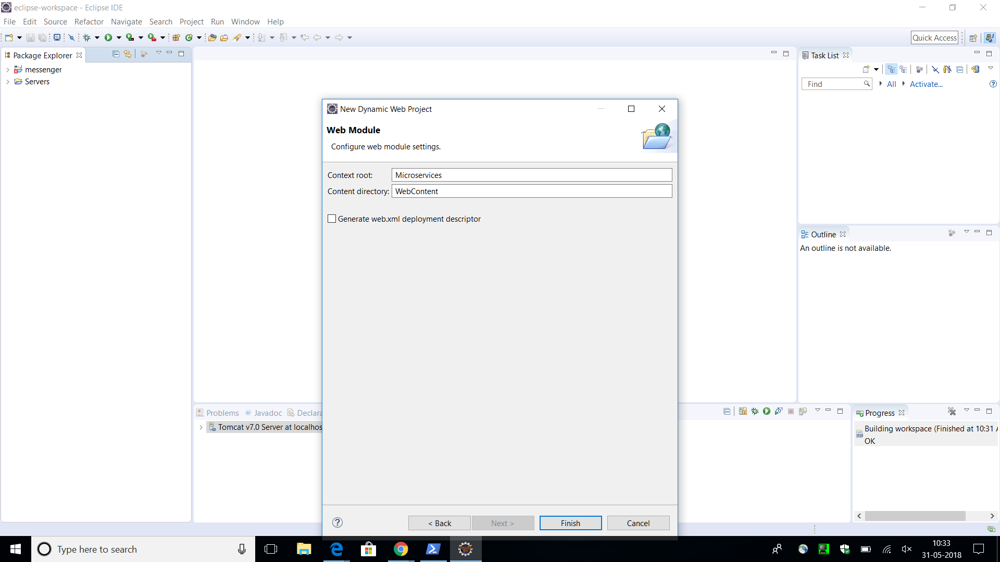 eclipse-workspace - Eclipse IDE
File Edit Source Refactor Navigate Search Project Run Window Help
Quick Access
Package Explorer
messenger
Servers
Task List
Find
All
Activate...
New Dynamic Web Project
Web Module
Configure web module settings.
Context root: Microservices
Content directory: WebContent
Generate web.xml deployment descriptor
Outline
An outline is not available.
Problems @ Javadoc Declara
Tomcat v7.0 Server at localhos
Progress
Building workspace (Finished at 10:31 A
OK
< Back Next > Finish Cancel
Type here to search
10:33
31-05-2018